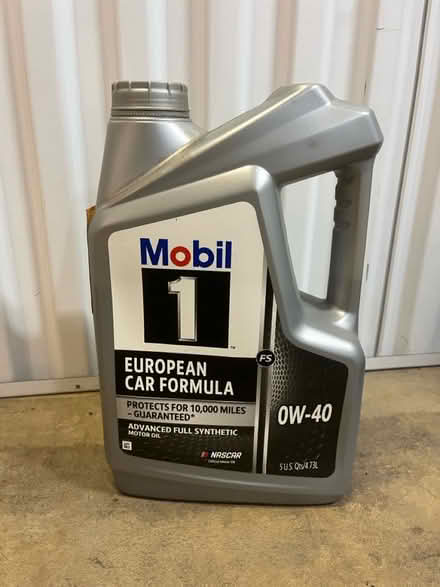 Mobil
1
™
EUROPEAN
CAR FORMULA
FS
PROTECTS FOR 10,000 MILES
– GUARANTEED*
0W-40
ADVANCED FULL SYNTHETIC
MOTOR OIL
NASCAR
5 U.S. Qts/4.73L